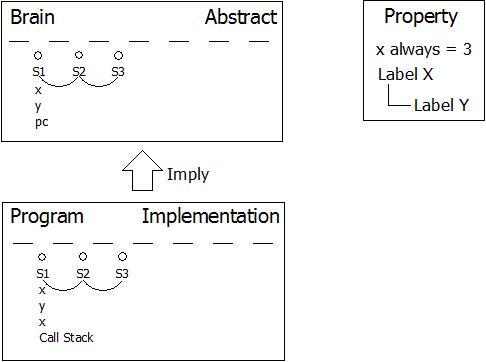 Brain Abstract
S1 S2 S3
x
y
pc
Imply
Program Implementation
S1 S2 S3
x
y
x
Call Stack
Property
x always = 3
Label X
Label Y